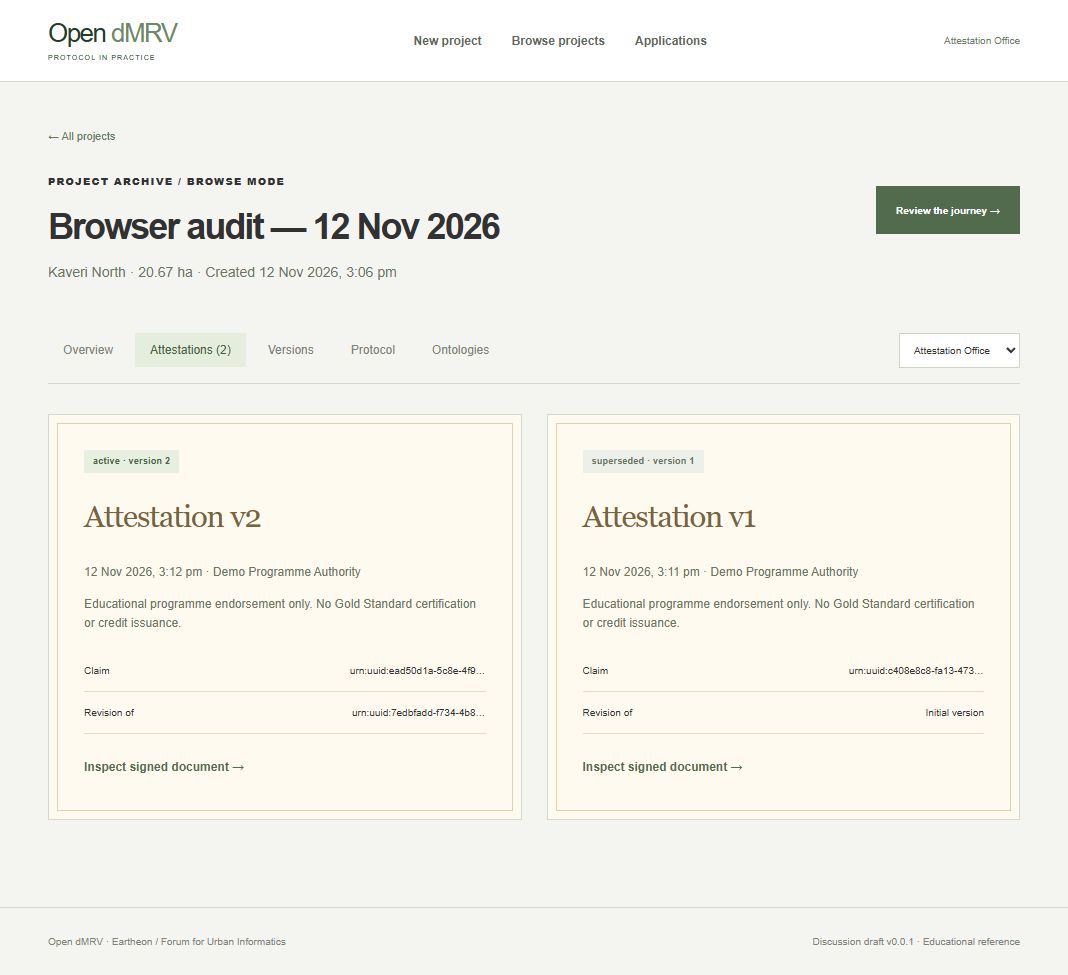 Open dMRV
PROTOCOL IN PRACTICE
New project
Browse projects
Applications
Attestation Office
← All projects
PROJECT ARCHIVE / BROWSE MODE
Browser audit — 12 Nov 2026
Kaveri North · 20.67 ha · Created 12 Nov 2026, 3:06 pm
Review the journey →
Overview
Attestations (2)
Versions
Protocol
Ontologies
Attestation Office
active · version 2
Attestation v2
12 Nov 2026, 3:12 pm · Demo Programme Authority
Educational programme endorsement only. No Gold Standard certification
or credit issuance.
Claim
urn:uuid:ead50d1a-5c8e-4f9...
Revision of
urn:uuid:7edbfadd-f734-4b8...
Inspect signed document →
superseded · version 1
Attestation v1
12 Nov 2026, 3:11 pm · Demo Programme Authority
Educational programme endorsement only. No Gold Standard certification
or credit issuance.
Claim
urn:uuid:c408e8c8-fa13-473...
Revision of
Initial version
Inspect signed document →
Open dMRV · Eartheon / Forum for Urban Informatics
Discussion draft v0.0.1 · Educational reference